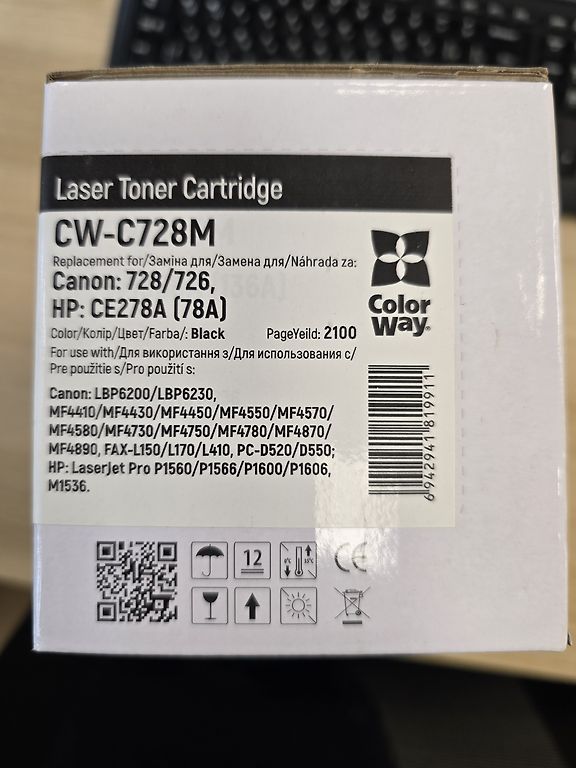 Laser Toner Cartridge
CW-C728M
Replacement for/Заміна для/Замена для/Náhrada za:
Canon: 728/726,
HP: CE278A (78A)
Color/Колір/Цвет/Farba/: Black PageYeild: 2100
For use with/Для використання з/Для использования с/
Pre použitie s/Pro použití s:
Canon: LBP6200/LBP6230,
MF4410/MF4430/MF4450/MF4550/MF4570/
MF4580/MF4730/MF4750/MF4780/MF4870/
MF4890, FAX-L150/L170/L410, PC-D520/D550;
HP: LaserJet Pro P1560/P1566/P1600/P1606,
M1536.
Color
Way®
6 942941 819911
12
CE